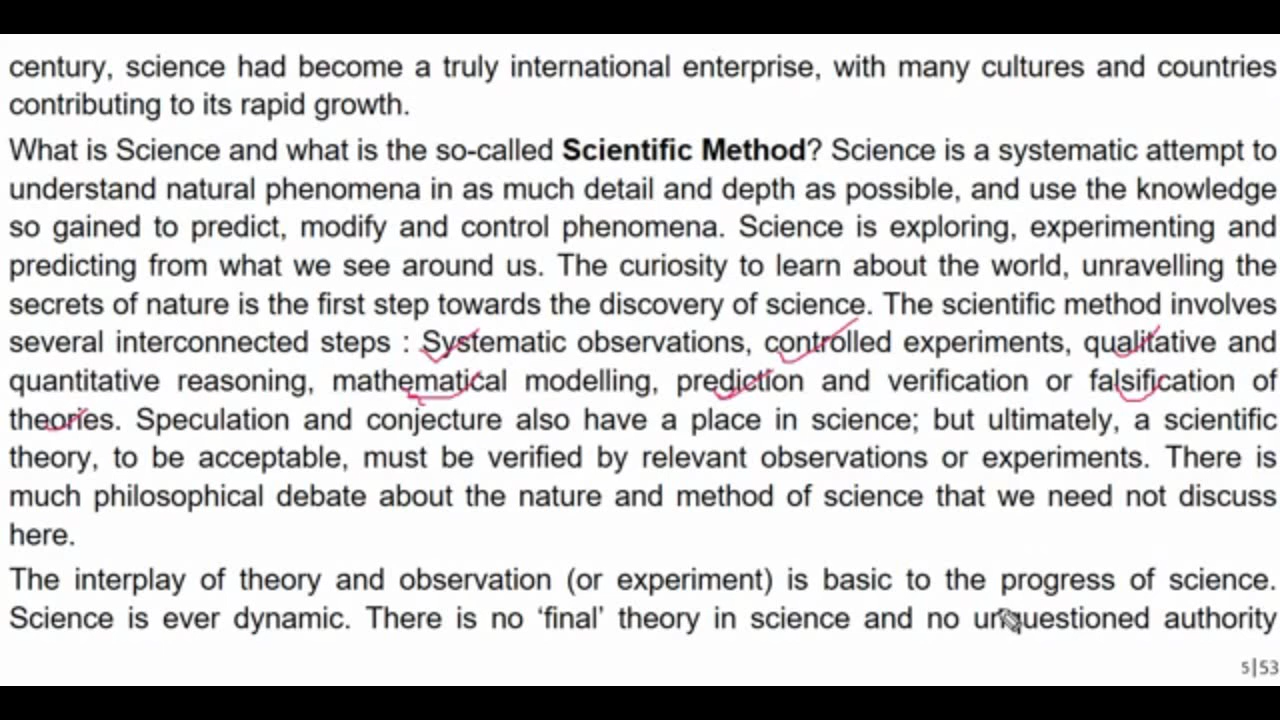 century, science had become a truly international enterprise, with many cultures and countries
contributing to its rapid growth.
What is Science and what is the so-called Scientific Method? Science is a systematic attempt to
understand natural phenomena in as much detail and depth as possible, and use the knowledge
so gained to predict, modify and control phenomena. Science is exploring, experimenting and
predicting from what we see around us. The curiosity to learn about the world, unravelling the
secrets of nature is the first step towards the discovery of science. The scientific method involves
several interconnected steps : Systematic observations, controlled experiments, qualitative and
quantitative reasoning, mathematical modelling, prediction and verification or falsification of
theories. Speculation and conjecture also have a place in science; but ultimately, a scientific
theory, to be acceptable, must be verified by relevant observations or experiments. There is
much philosophical debate about the nature and method of science that we need not discuss
here.
The interplay of theory and observation (or experiment) is basic to the progress of science.
Science is ever dynamic. There is no ‘final’ theory in science and no unquestioned authority
5|53